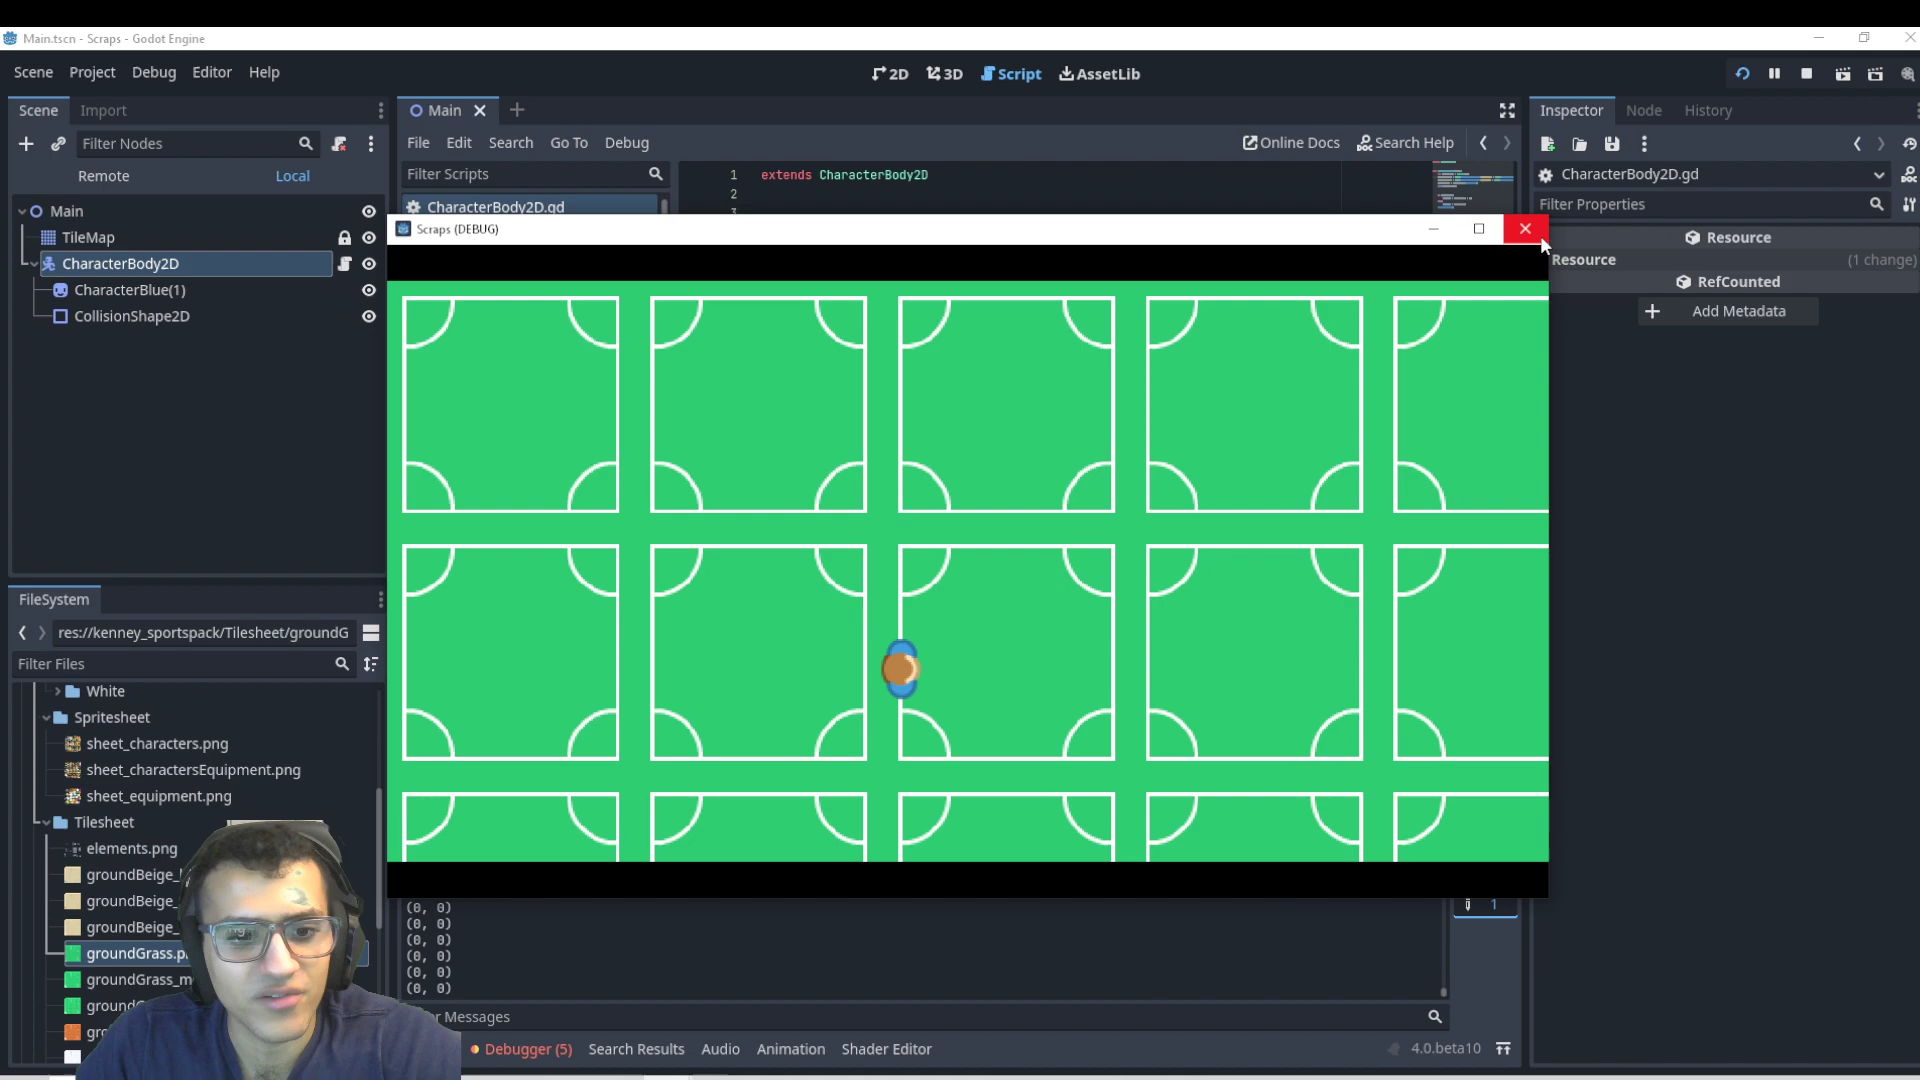 Main.tscn - Scraps - Godot Engine
Scene Project Debug Editor Help
2D 3D Script AssetLib
Scene Import
Main
Inspector Node History
Filter Nodes
File Edit Search Go To Debug
Online Docs Search Help
Remote Local
Filter Scripts
1 extends CharacterBody2D
2
CharacterBody2D.gd
CharacterBody2D.gd
Filter Properties
Main
TileMap
CharacterBody2D
CharacterBlue(1)
CollisionShape2D
Scraps (DEBUG)
Resource
Resource (1 change)
RefCounted
Add Metadata
FileSystem
res://kenney_sportspack/Tilesheet/groundG
Filter Files
White
Spritesheet
sheet_characters.png
sheet_charactersEquipment.png
sheet_equipment.png
Tilesheet
elements.png
groundBeige_
groundBeige_
groundBeige_
groundGrass.p
groundGrass_m
(0, 0)
(0, 0)
(0, 0)
(0, 0)
(0, 0)
(0, 0)
1
Messages
Debugger (5) Search Results Audio Animation Shader Editor
4.0.beta10